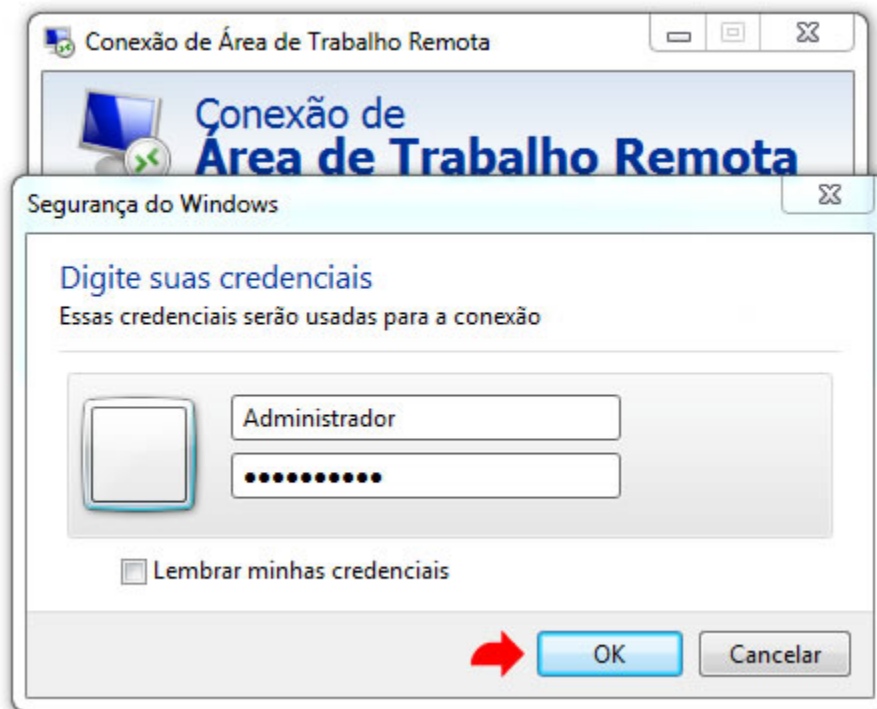 Conexão de Área de Trabalho Remota
Conexão de
Área de Trabalho Remota
Segurança do Windows
Digite suas credenciais
Essas credenciais serão usadas para a conexão
Administrador
●●●●●●●●●●
Lembrar minhas credenciais
OK
Cancelar